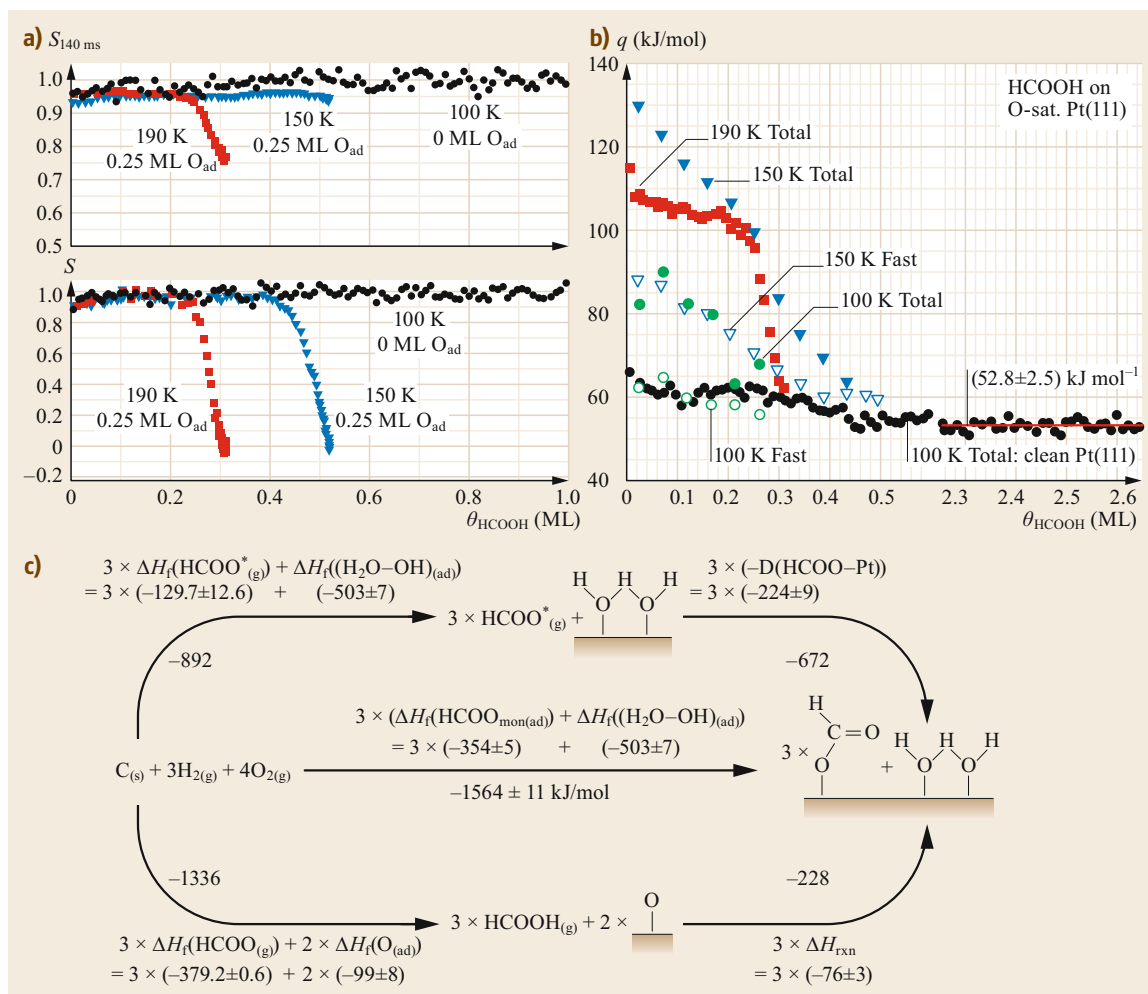 a) S140 ms
1.0
0.9
0.8
0.7
0.6
0.5
190 K
0.25 ML Oad
150 K
0.25 ML Oad
100 K
0 ML Oad
S
1.0
0.8
0.6
0.4
0.2
0
−0.2
190 K
0.25 ML Oad
150 K
0.25 ML Oad
100 K
0 ML Oad
0 0.2 0.4 0.6 0.8 1.0
θHCOOH (ML)
b) q (kJ/mol)
140
120
100
80
60
40
HCOOH on
O-sat. Pt(111)
190 K Total
150 K Total
150 K Fast
100 K Total
(52.8±2.5) kJ mol−1
100 K Fast
100 K Total: clean Pt(111)
0 0.1 0.2 0.3 0.4 0.5 2.3 2.4 2.5 2.6
θHCOOH (ML)
c)
3 × ΔHf(HCOO*(g)) + ΔHf((H2O–OH)(ad))
= 3 × (−129.7±12.6) + (−503±7)
−892
3 × HCOO*(g) +
H H H
O O
3 × (−D(HCOO–Pt))
= 3 × (−224±9)
−672
C(s) + 3H2(g) + 4O2(g)
3 × (ΔHf(HCOOmon(ad)) + ΔHf((H2O–OH)(ad))
= 3 × (−354±5) + (−503±7)
−1564 ± 11 kJ/mol
H
C=O
3 × O
+
H H H
O O
−1336
3 × ΔHf(HCOO(g)) + 2 × ΔHf(O(ad))
= 3 × (−379.2±0.6) + 2 × (−99±8)
3 × HCOOH(g) + 2 ×
O
−228
3 × ΔHrxn
= 3 × (−76±3)